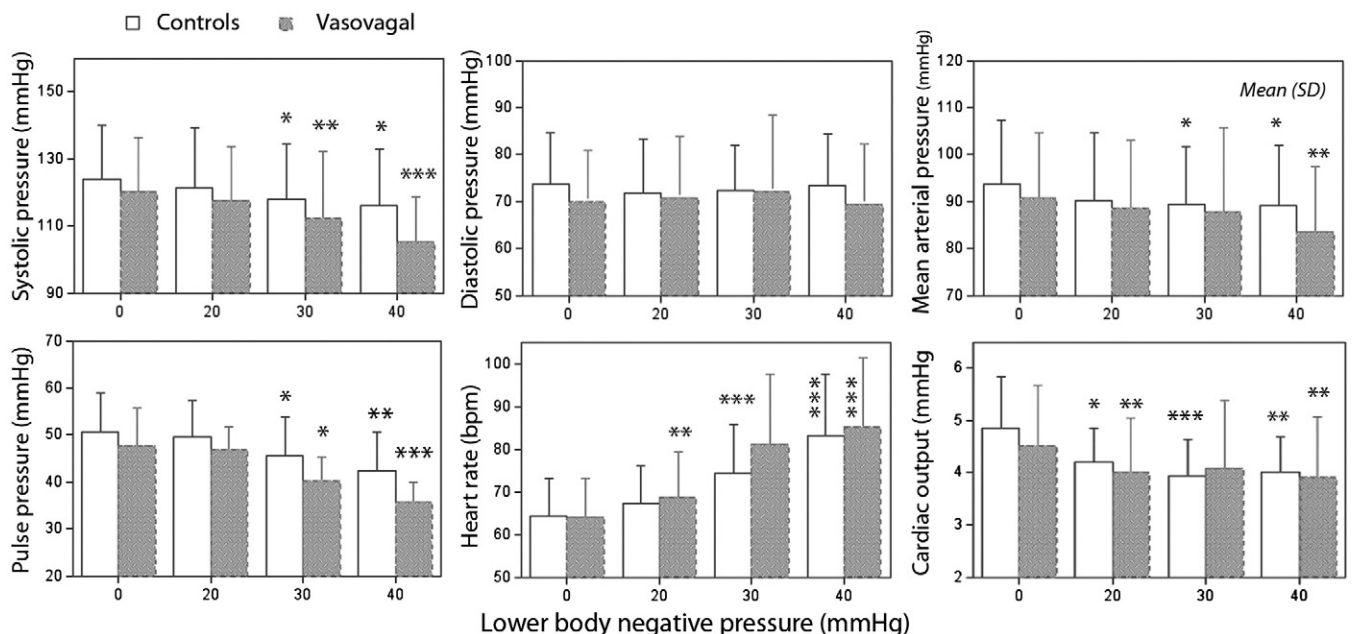 Controls Vasovagal
Systolic pressure (mmHg)
150
130
110
90
* ** * ***
0 20 30 40
Diastolic pressure (mmHg)
100
90
80
70
60
50
0 20 30 40
Mean arterial pressure (mmHg)
120
110
100
90
80
70
Mean (SD)
* * **
0 20 30 40
Pulse pressure (mmHg)
70
60
50
40
30
20
* * ** ***
0 20 30 40
Heart rate (bpm)
100
90
80
70
60
50
** *** *** ***
0 20 30 40
Cardiac output (mmHg
6
5
4
3
2
* ** *** ** **
0 20 30 40
Lower body negative pressure (mmHg)